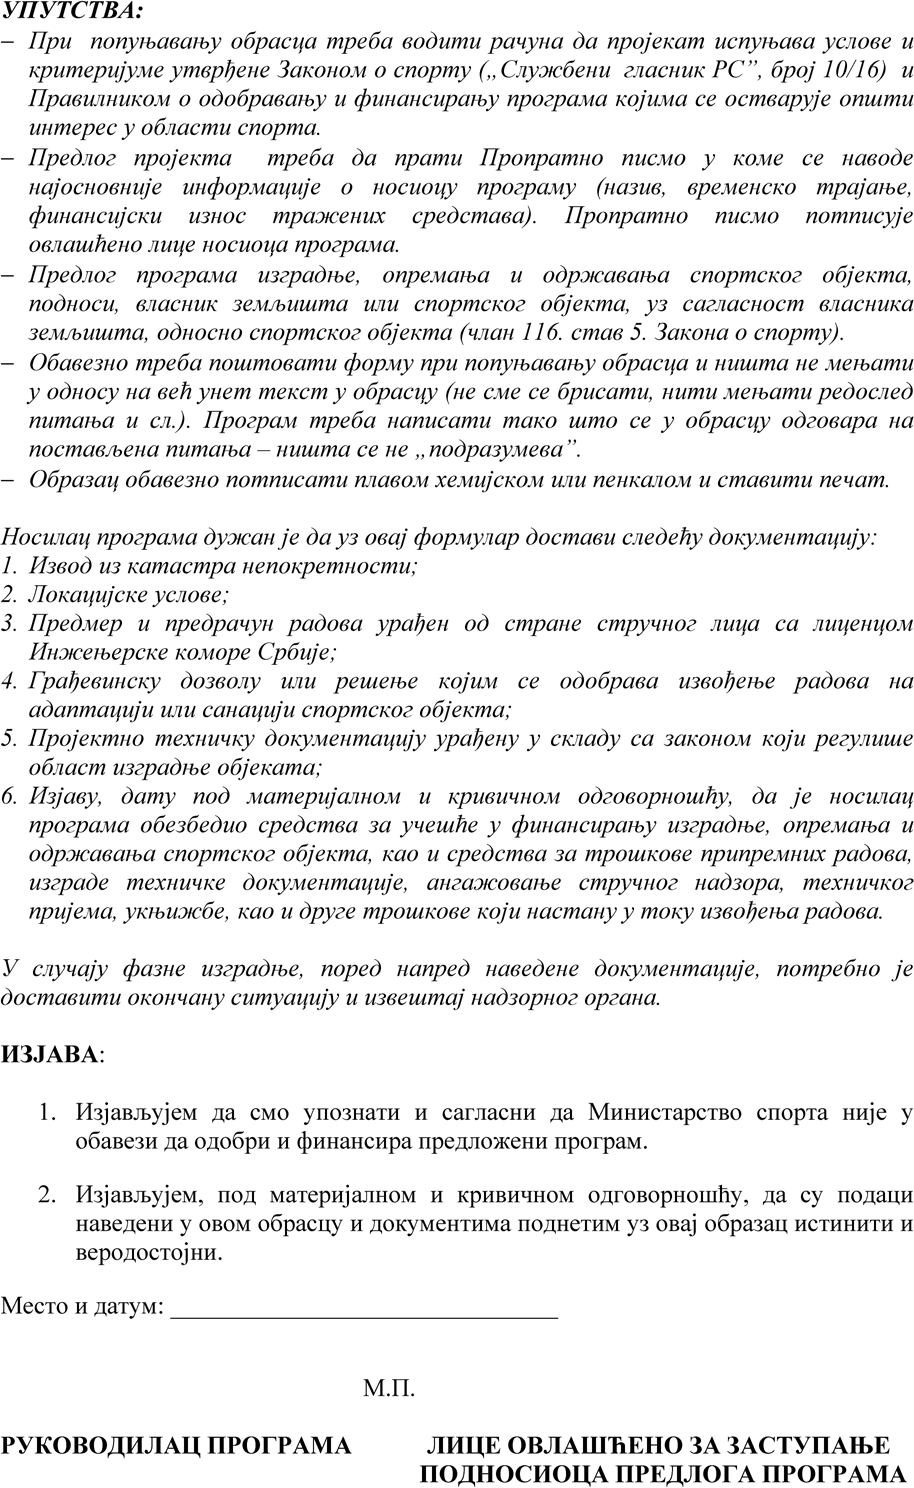 УПУТСТВА:
– При попуњавању обрасца треба водити рачуна да пројекат испуњава услове и
критеријуме утврђене Законом о спорту („Службени гласник РС”, број 10/16) и
Правилником о одобравању и финансирању програма којима се остварује општи
интерес у области спорта.
– Предлог пројекта треба да прати Пропратно писмо у коме се наводе
најосновније информације о носиоцу програму (назив, временско трајање,
финансијски износ тражених средстава). Пропратно писмо потписује
овлашћено лице носиоца програма.
– Предлог програма изградње, опремања и одржавања спортског објекта,
подноси, власник земљишта или спортског објекта, уз сагласност власника
земљишта, односно спортског објекта (члан 116. став 5. Закона о спорту).
– Обавезно треба поштовати форму при попуњавању обрасца и ништа не мењати
у односу на већ унет текст у обрасцу (не сме се брисати, нити мењати редослед
питања и сл.). Програм треба написати тако што се у обрасцу одговара на
постављена питања – ништа се не „подразумева”.
– Образац обавезно потписати плавом хемијском или пенкалом и ставити печат.
Носилац програма дужан је да уз овај формулар достави следећу документацију:
1. Извод из катастра непокретности;
2. Локацијске услове;
3. Предмер и предрачун радова урађен од стране стручног лица са лиценцом
Инжењерске коморе Србије;
4. Грађевинску дозволу или решење којим се одобрава извођење радова на
адаптацији или санацији спортског објекта;
5. Пројектно техничку документацију урађену у складу са законом који регулише
област изградње објеката;
6. Изјаву, дату под материјалном и кривичном одговорношћу, да је носилац
програма обезбедио средства за учешће у финансирању изградње, опремања и
одржавања спортског објекта, као и средства за трошкове припремних радова,
изграде техничке документације, ангажовање стручног надзора, техничког
пријема, укњижбе, као и друге трошкове који настану у току извођења радова.
У случају фазне изградње, поред напред наведене документације, потребно је
доставити окончану ситуацију и извештај надзорног органа.
ИЗЈАВА:
1. Изјављујем да смо упознати и сагласни да Министарство спорта није у
обавези да одобри и финансира предложени програм.
2. Изјављујем, под материјалном и кривичном одговорношћу, да су подаци
наведени у овом обрасцу и документима поднетим уз овај образац истинити и
веродостојни.
Место и датум: _______________________________
М.П.
РУКОВОДИЛАЦ ПРОГРАМА ЛИЦЕ ОВЛАШЋЕНО ЗА ЗАСТУПАЊЕ
ПОДНОСИОЦА ПРЕДЛОГА ПРОГРАМА